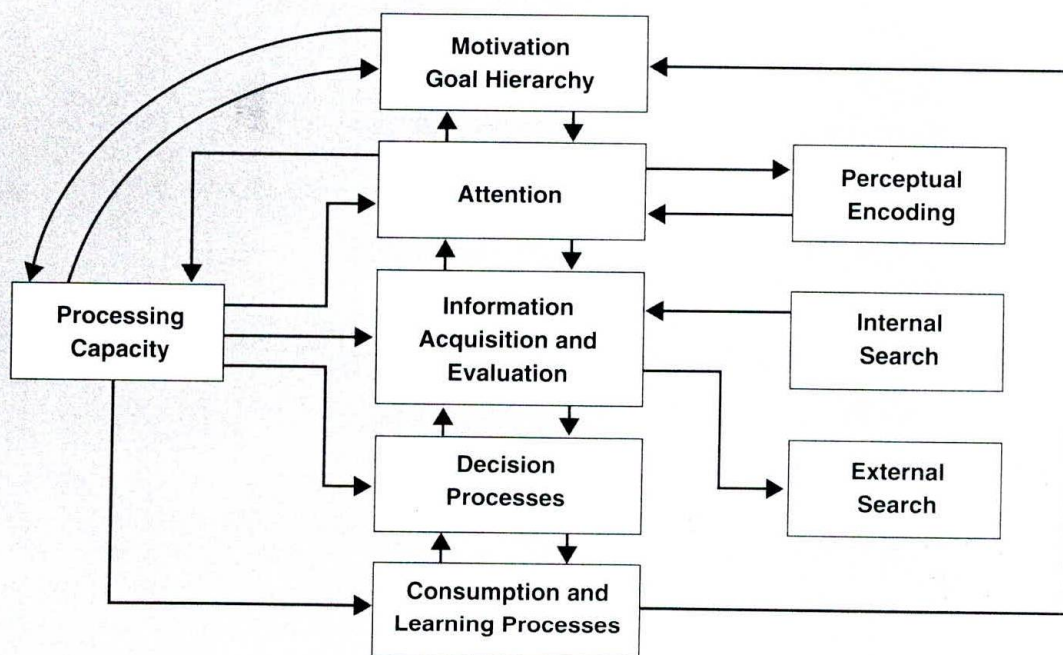 Motivation
Goal Hierarchy
Attention
Perceptual
Encoding
Processing
Capacity
Information
Acquisition and
Evaluation
Internal
Search
Decision
Processes
External
Search
Consumption and
Learning Processes